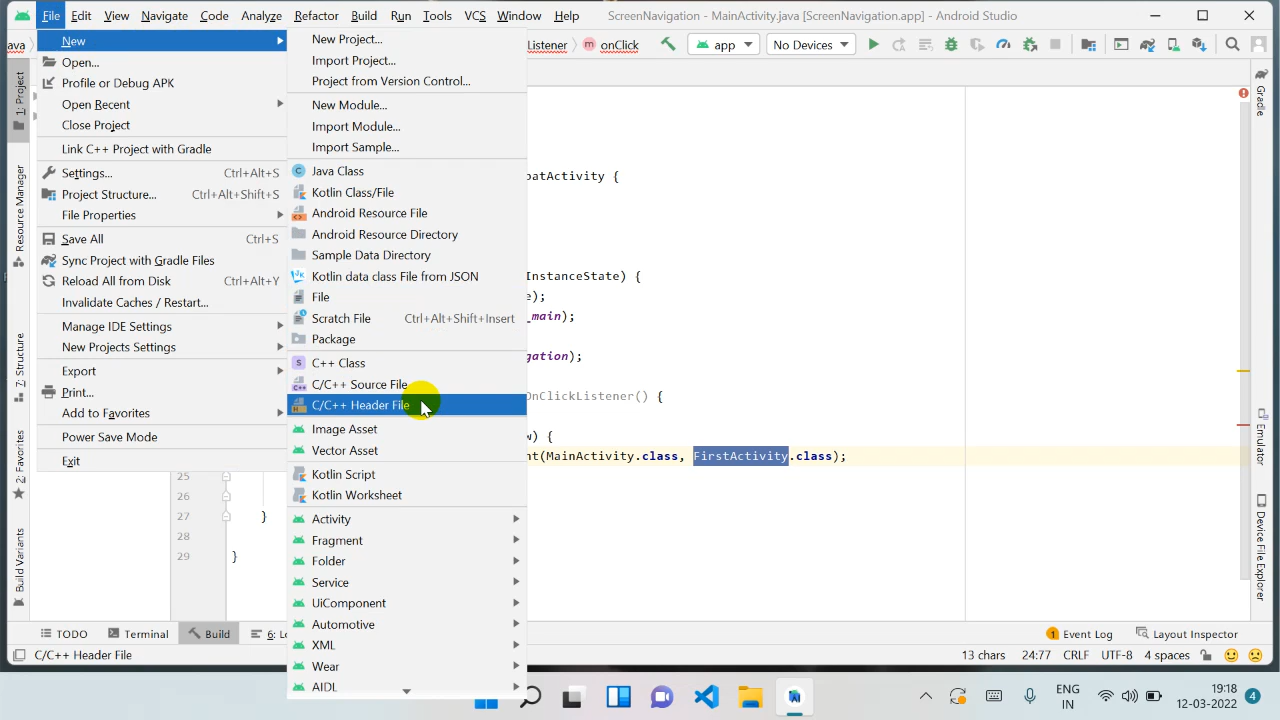 File Edit View Navigate Code Analyze Refactor Build Run Tools VCS Window Help ScreenNavigation - MainActivity.java [ScreenNavigation.app] - Android Studio
ava Listener m onClick app No Devices
New
Open...
Profile or Debug APK
Open Recent
Close Project
Link C++ Project with Gradle
Settings... Ctrl+Alt+S
Project Structure... Ctrl+Alt+Shift+S
File Properties
Save All Ctrl+S
Sync Project with Gradle Files
Reload All from Disk Ctrl+Alt+Y
Invalidate Caches / Restart...
Manage IDE Settings
New Projects Settings
Export
Print...
Add to Favorites
Power Save Mode
Exit
New Project...
Import Project...
Project from Version Control...
New Module...
Import Module...
Import Sample...
Java Class
Kotlin Class/File
Android Resource File
Android Resource Directory
Sample Data Directory
Kotlin data class File from JSON
File
Scratch File Ctrl+Alt+Shift+Insert
Package
C++ Class
C/C++ Source File
C/C++ Header File
Image Asset
Vector Asset
Kotlin Script
Kotlin Worksheet
Activity
Fragment
Folder
Service
UiComponent
Automotive
XML
Wear
AIDL
patActivity {
InstanceState) {
e);
_main);
gation);
OnClickListener() {
w) {
nt(MainActivity.class, FirstActivity.class);
25
26
27 }
28
29 }
1: Project
Resource Manager
7: Structure
2: Favorites
Build Variants
Gradle
Emulator
Device File Explorer
TODO Terminal Build 6: Lo 1 Event Log Layout Inspector
C/C++ Header File 13 chars 24:77 CRLF UTF-8 4 spaces
ENG
IN
19:18
12-03-2022
4